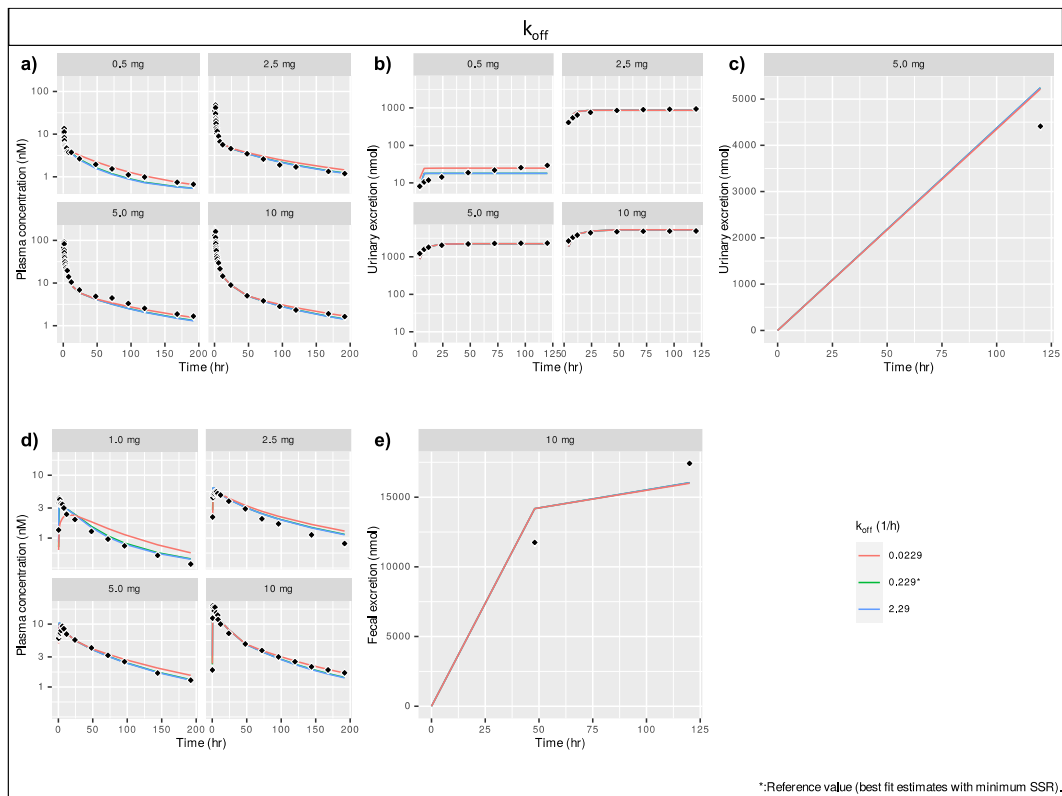 koff
a)
0.5 mg
2.5 mg
100
10
1
5.0 mg
10 mg
100
10
1
0 50 100 150 200
0 50 100 150 200
Time (hr)
Plasma concentration (nM)
b)
0.5 mg
2.5 mg
1000
100
10
5.0 mg
10 mg
1000
100
10
0 25 50 75 100 125
0 25 50 75 100 125
Time (hr)
Urinary excretion (nmol)
c)
5.0 mg
5000
4000
3000
2000
1000
0
0 25 50 75 100 125
Time (hr)
Urinary excretion (nmol)
d)
1.0 mg
2.5 mg
10
3
1
5.0 mg
10 mg
10
3
1
0 50 100 150 200
0 50 100 150 200
Time (hr)
Plasma concentration (nM)
e)
10 mg
15000
10000
5000
0
0 25 50 75 100 125
Time (hr)
Fecal excretion (nmol)
koff (1/h)
0.0229
0.229*
2.29
*:Reference value (best fit estimates with minimum SSR).